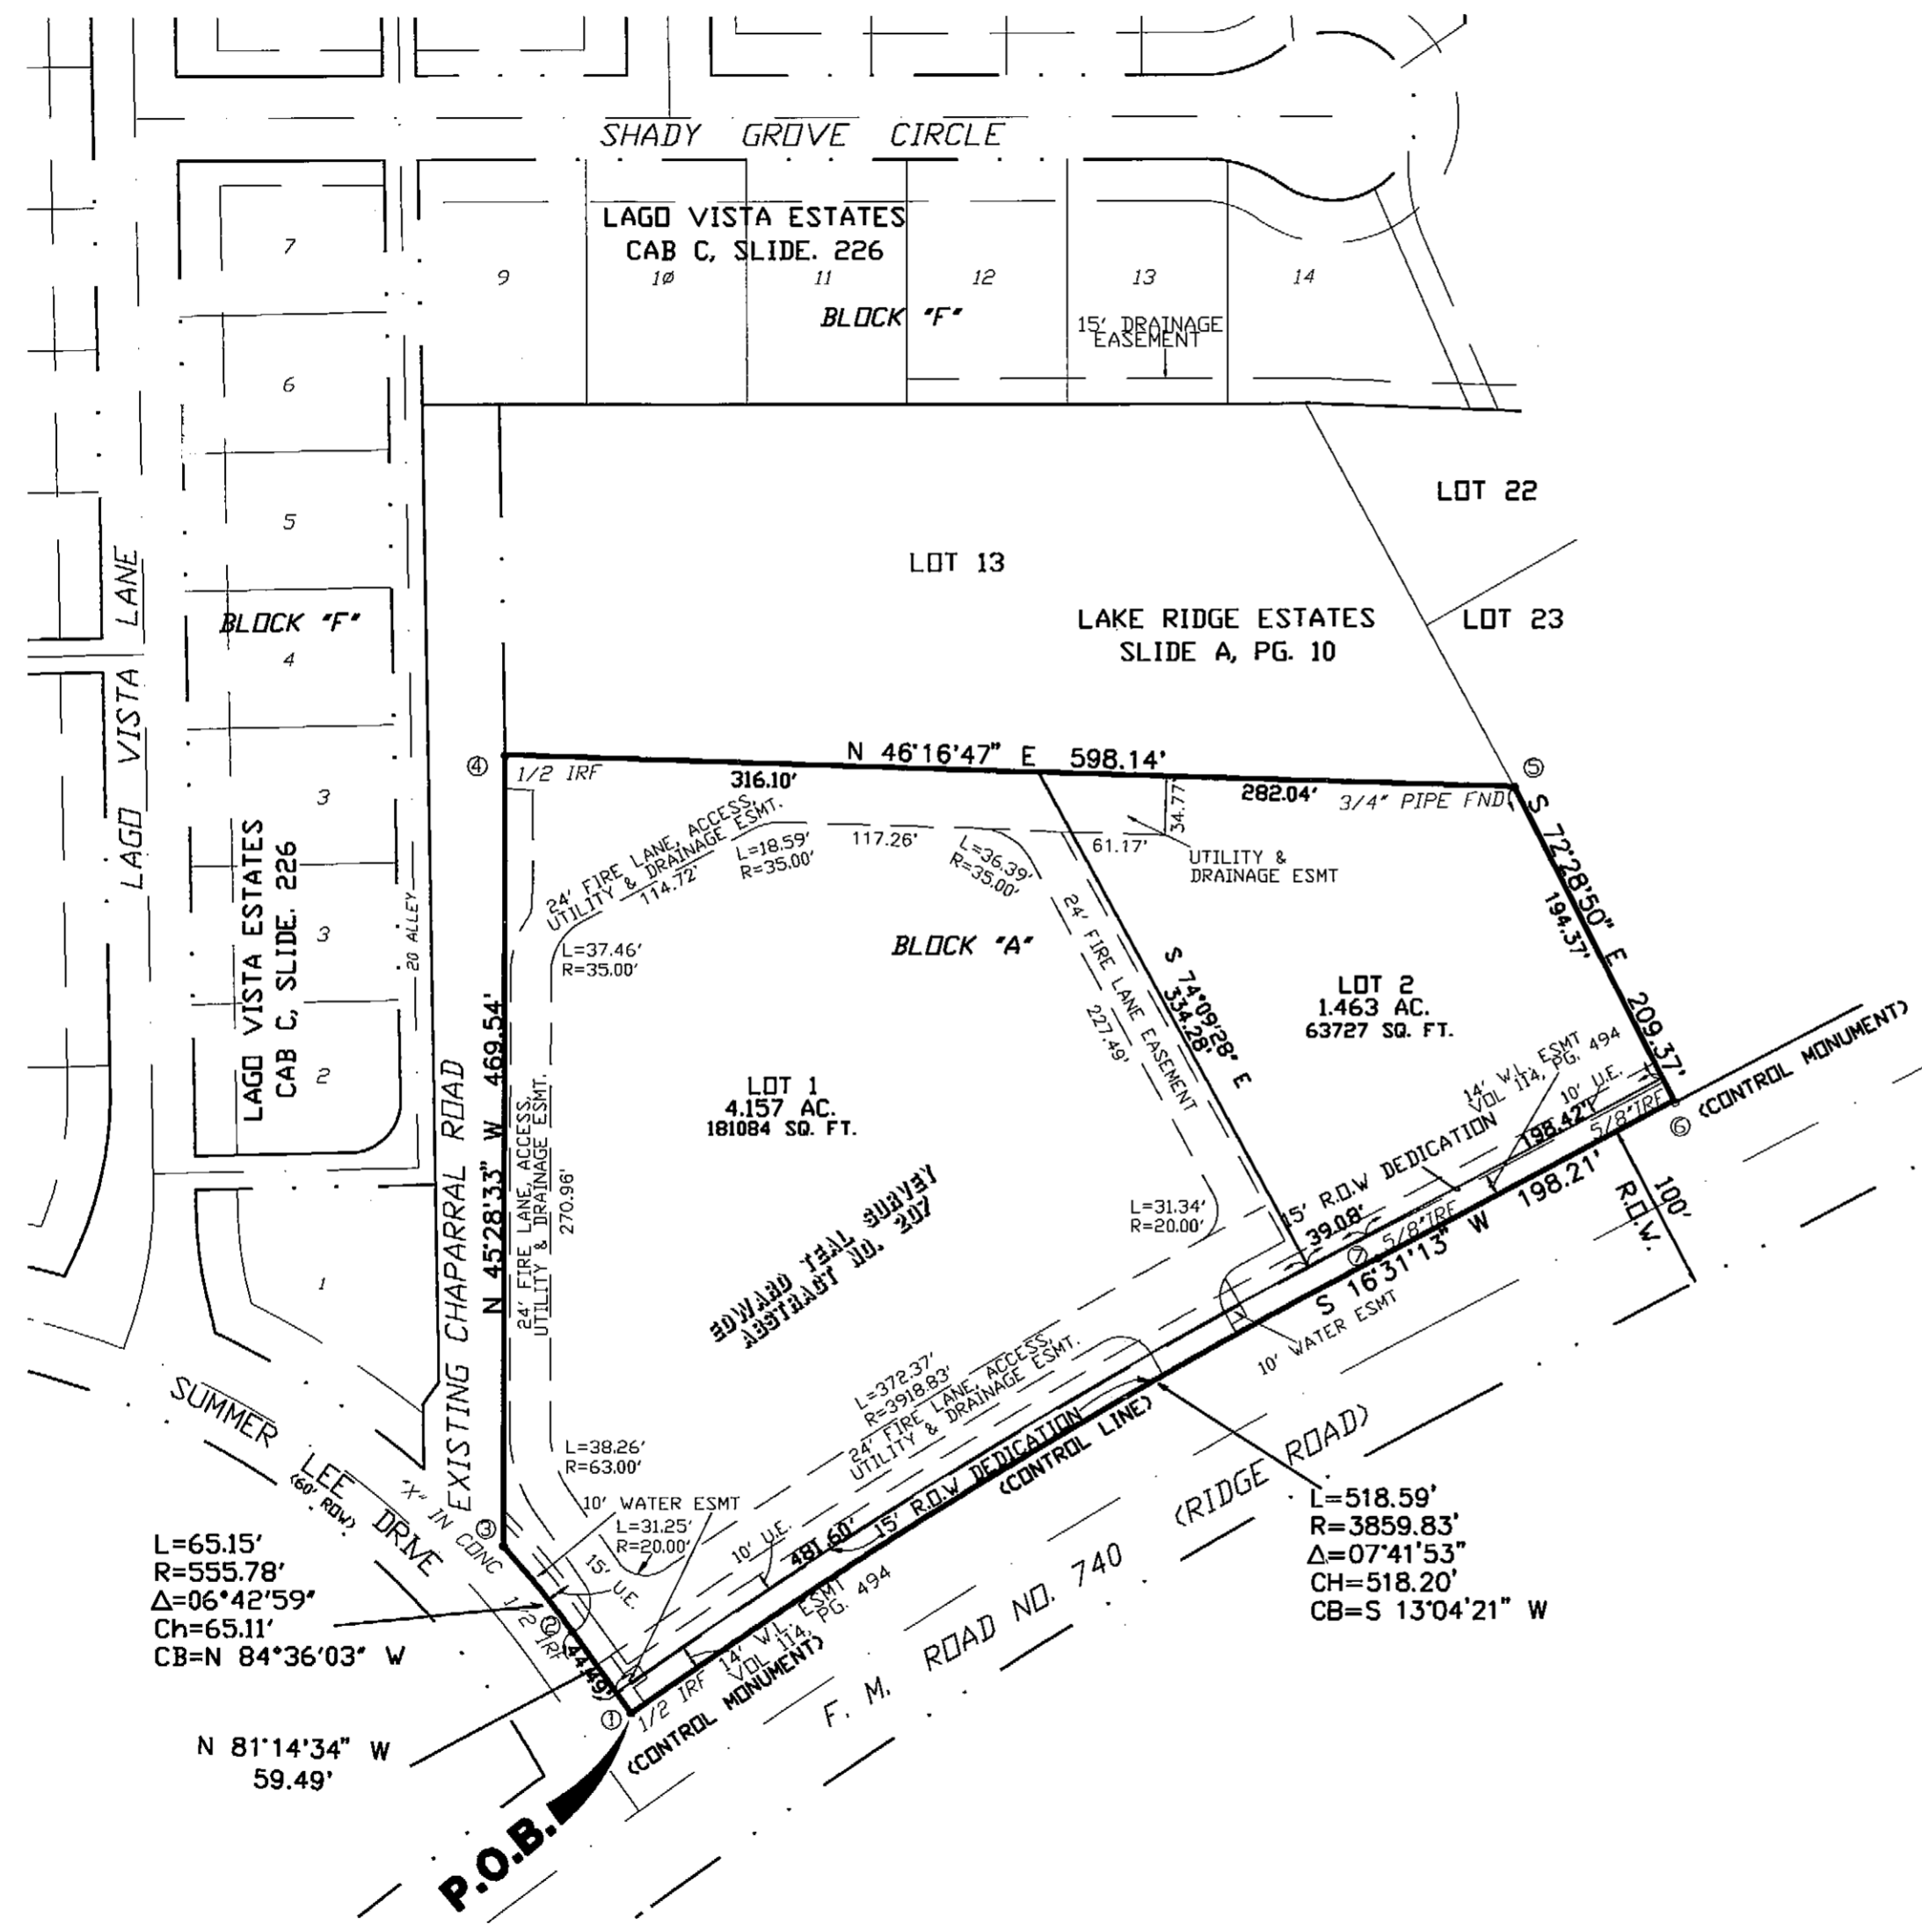 SHADY GROVE CIRCLE
LAGO VISTA ESTATES
CAB C, SLIDE. 226
7
9
10
11
12
13
14
BLOCK "F"
15' DRAINAGE
EASEMENT
6
5
LOT 22
LOT 13
LAGO VISTA LANE
BLOCK "F"
4
LAKE RIDGE ESTATES
SLIDE A, PG. 10
LOT 23
N 46°16'47" E 598.14'
4
1/2 IRF
316.10'
282.04'
3/4" PIPE FND
5
3
24' FIRE LANE, ACCESS,
UTILITY & DRAINAGE ESMT.
114.72'
L=18.59'
R=35.00'
117.26'
L=36.39'
R=35.00'
61.17'
34.77'
UTILITY &
DRAINAGE ESMT
S 72°28'50" E 209.37'
194.37'
LAGO VISTA ESTATES
CAB C, SLIDE. 226
3
20 ALLEY
2
L=37.46'
R=35.00'
BLOCK "A"
24' FIRE LANE EASEMENT
227.49'
S 74°09'28" E
334.28'
LOT 2
1.463 AC.
63727 SQ. FT.
LOT 1
4.157 AC.
181084 SQ. FT.
EXISTING CHAPARRAL ROAD
N 45°28'33" W 469.54'
24' FIRE LANE, ACCESS,
UTILITY & DRAINAGE ESMT.
270.96'
14' W.L. ESMT
VOL 114, PG. 494
10' U.E.
198.42'
5/8"IRF
6
(CONTROL MONUMENT)
15' R.O.W DEDICATION
39.08'
5/8"IRF
7
S 16°31'13" W 198.21'
100'
R.O.W.
L=31.34'
R=20.00'
EDWARD TEAL SURVEY
ABSTRACT NO. 207
1
10' WATER ESMT
L=372.37'
R=3918.83'
24' FIRE LANE, ACCESS,
UTILITY & DRAINAGE ESMT.
SUMMER LEE DRIVE
(60' ROW)
"X" IN CONC
3
L=38.26'
R=63.00'
10' WATER ESMT
L=31.25'
R=20.00'
15' U.E.
10' U.E.
481.60'
15' R.O.W DEDICATION
(CONTROL LINE)
(RIDGE ROAD)
F. M. ROAD NO. 740
L=518.59'
R=3859.83'
Δ=07°41'53"
CH=518.20'
CB=S 13°04'21" W
L=65.15'
R=555.78'
Δ=06°42'59"
Ch=65.11'
CB=N 84°36'03" W
2
1/2 IRF
44.49'
14' W.L. ESMT
VOL 114, PG. 494
1
1/2 IRF
(CONTROL MONUMENT)
N 81°14'34" W
59.49'
P.O.B.